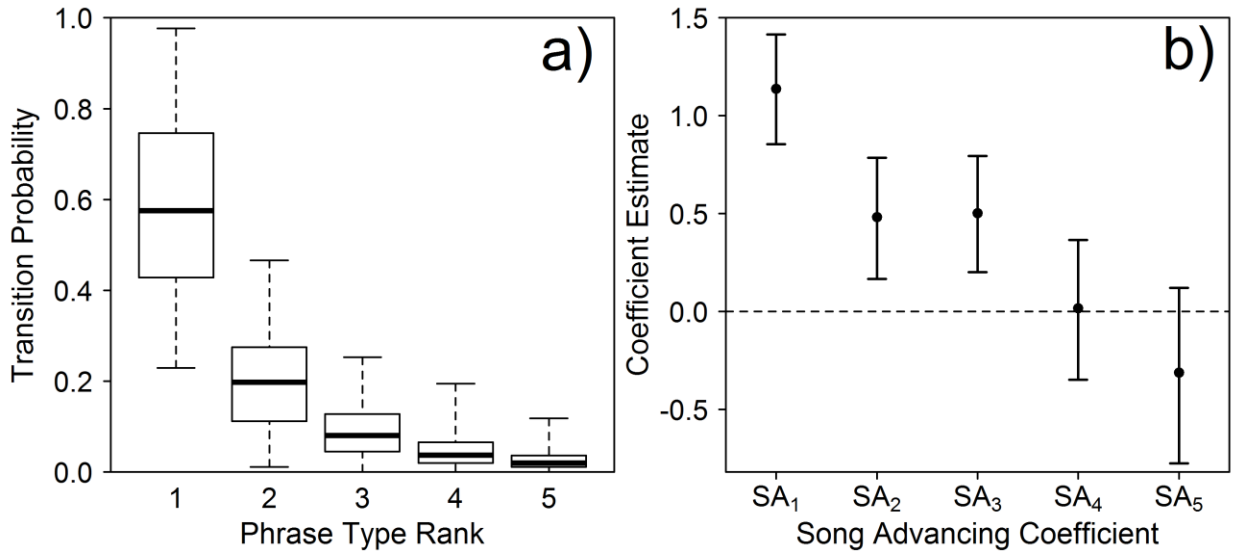 a)
1.0
0.8
0.6
0.4
0.2
0.0
Transition Probability
1 2 3 4 5
Phrase Type Rank
b)
1.5
1.0
0.5
0.0
-0.5
Coefficient Estimate
SA₁ SA₂ SA₃ SA₄ SA₅
Song Advancing Coefficient